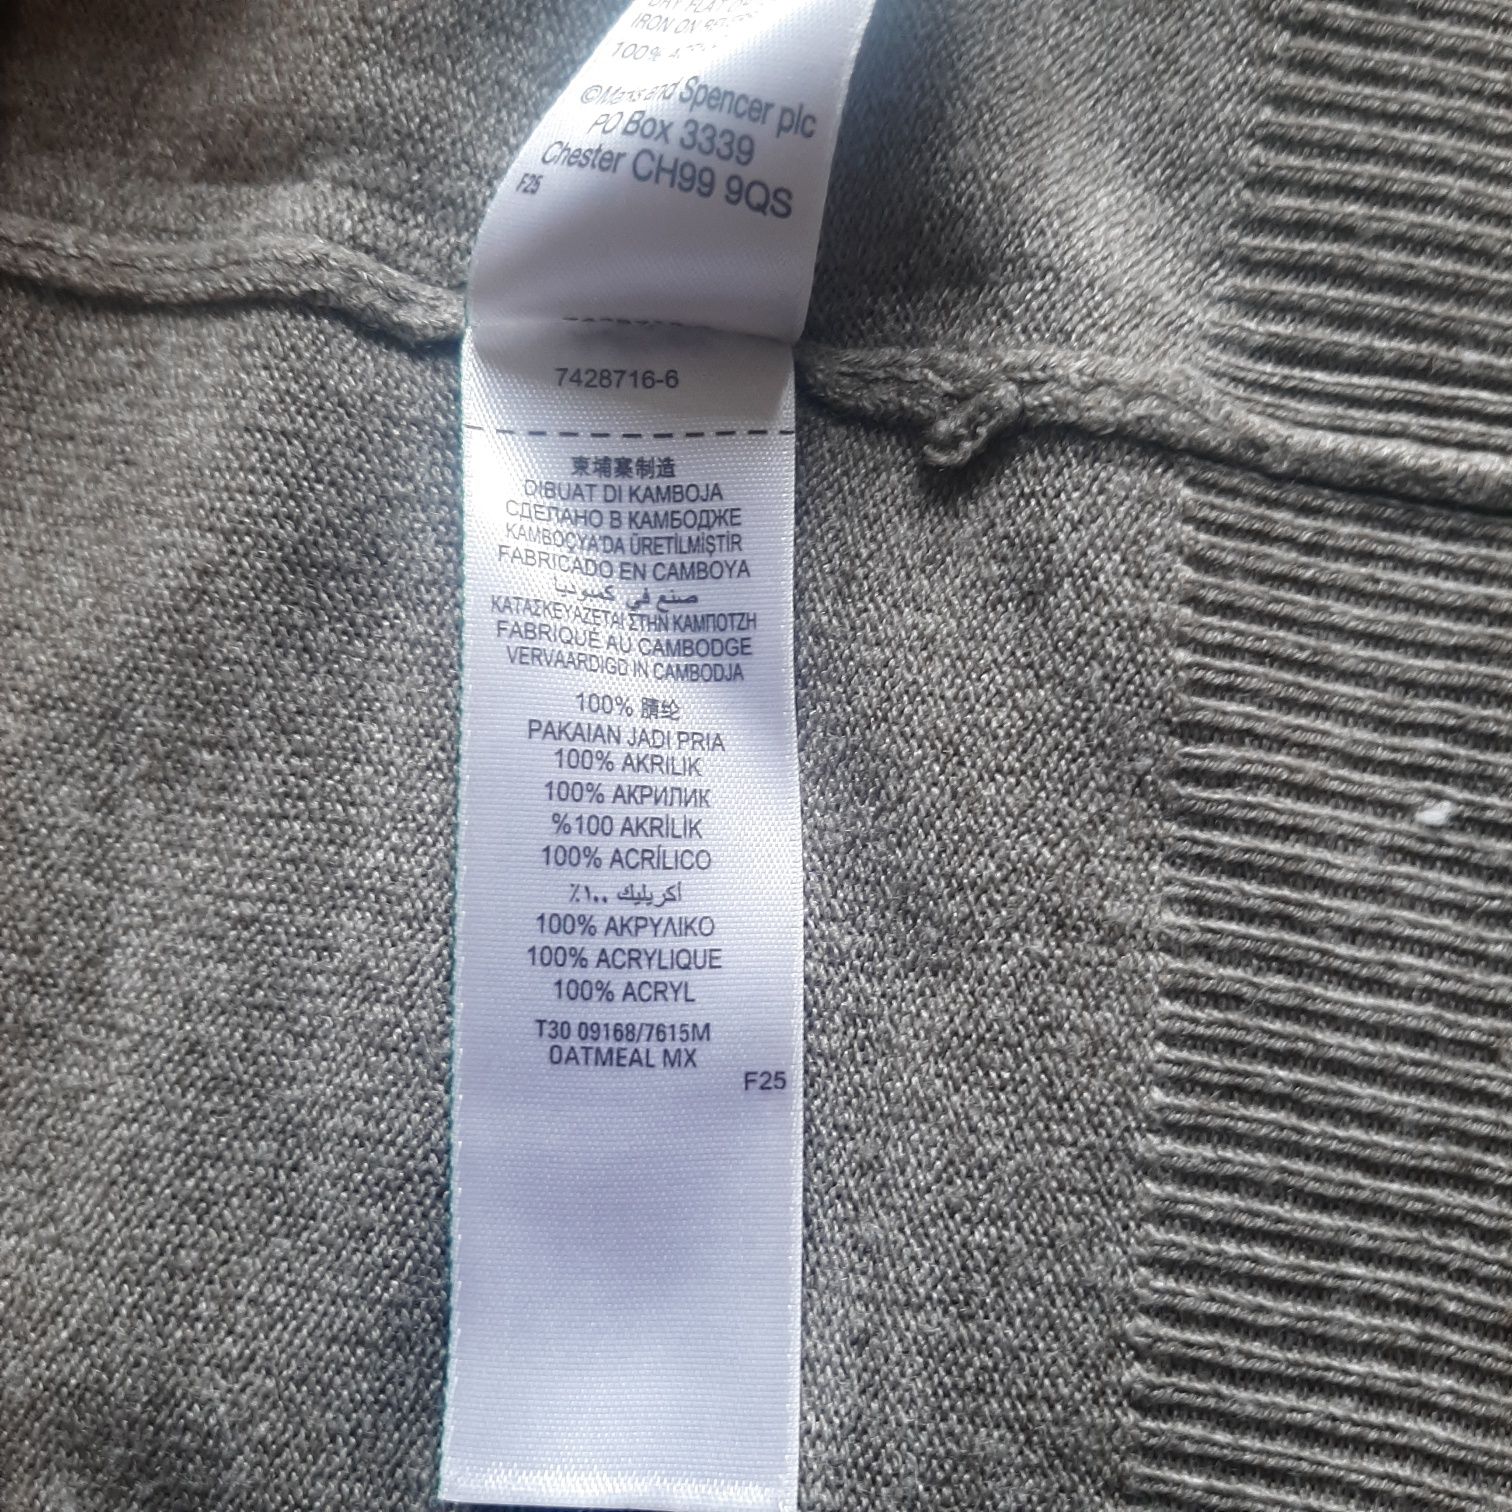 IRON ON
100%
©Marks and Spencer plc
PO Box 3339
Chester CH99 9QS
F25
7428716-6
柬埔寨制造
DIBUAT DI KAMBOJA
СДЕЛАНО В КАМБОДЖЕ
KAMBOÇYA'DA ÜRETİLMİŞTİR
FABRICADO EN CAMBOYA
صنع في كمبوديا
ΚΑΤΑΣΚΕΥΑΖΕΤΑΙ ΣΤΗΝ ΚΑΜΠΟΤΖΗ
FABRIQUÉ AU CAMBODGE
VERVAARDIGD IN CAMBODJA
100% 腈纶
PAKAIAN JADI PRIA
100% AKRILIK
100% АКРИЛИК
%100 AKRİLİK
100% ACRÍLICO
أكريليك ١٠٠٪
100% ΑΚΡΥΛΙΚΟ
100% ACRYLIQUE
100% ACRYL
T30 09168/7615M
OATMEAL MX
F25